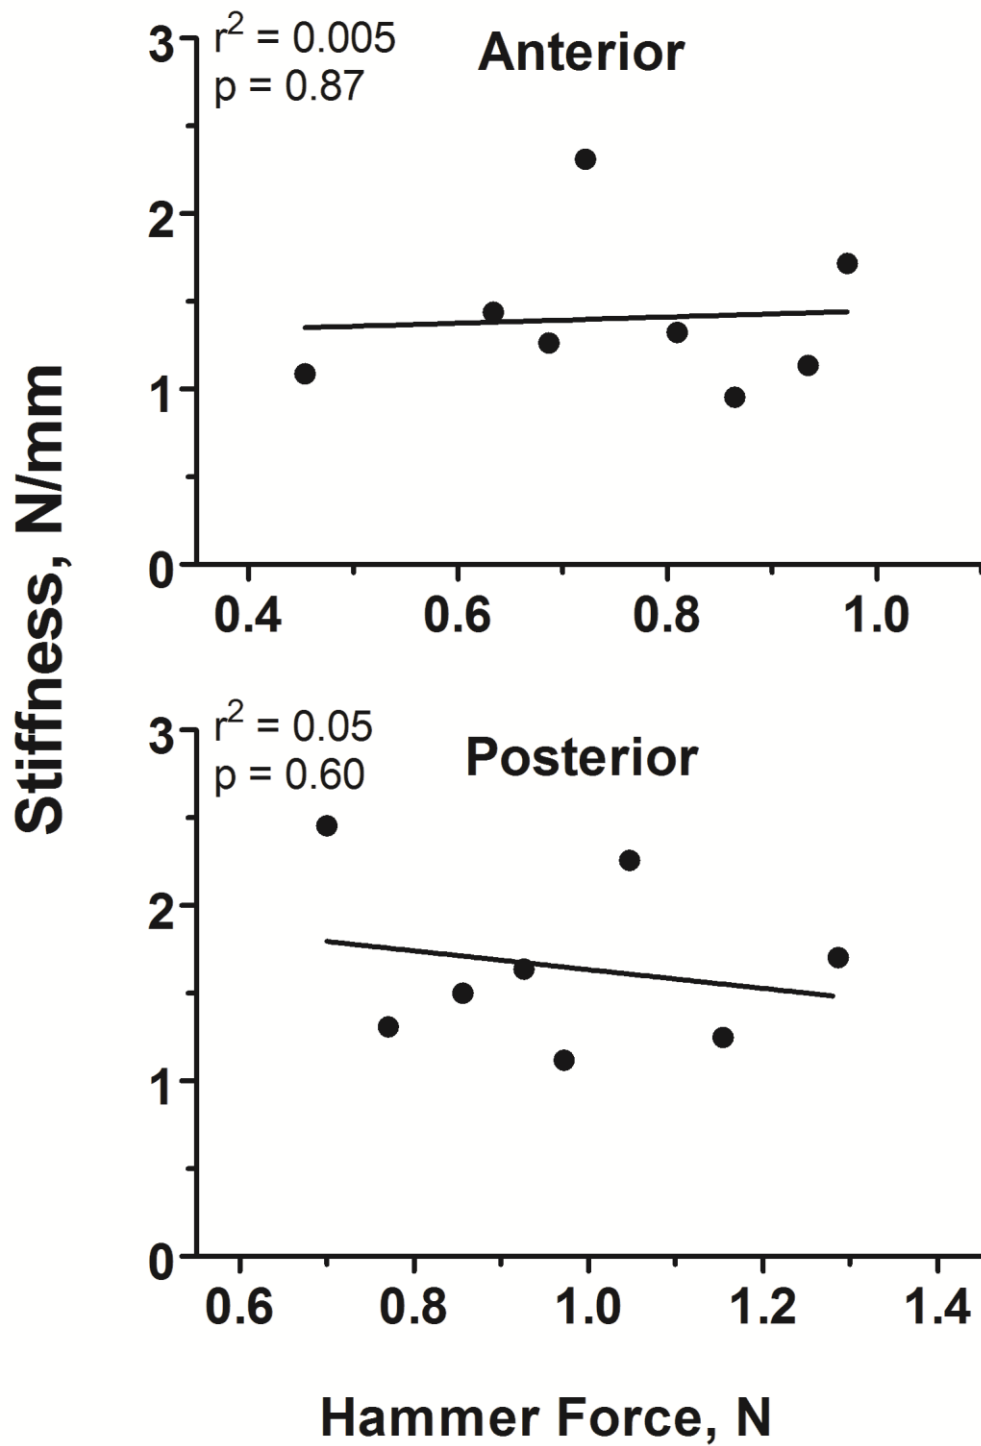 Stiffness, N/mm
r² = 0.005
p = 0.87
Anterior
3
2
1
0
0.4 0.6 0.8 1.0
r² = 0.05
p = 0.60
Posterior
3
2
1
0
0.6 0.8 1.0 1.2 1.4
Hammer Force, N